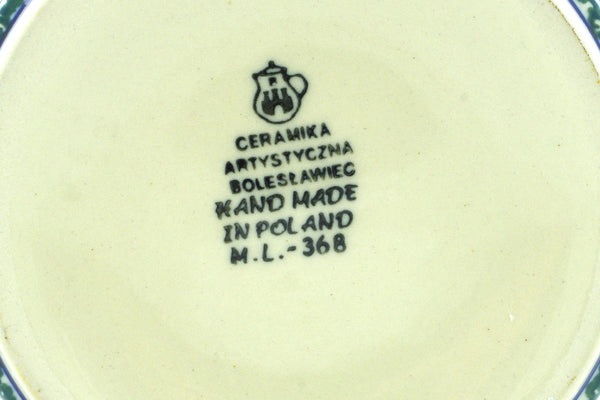 CERAMIKA
ARTYSTYCZNA
BOLESŁAWIEC
HAND MADE
IN POLAND
M.L.-368